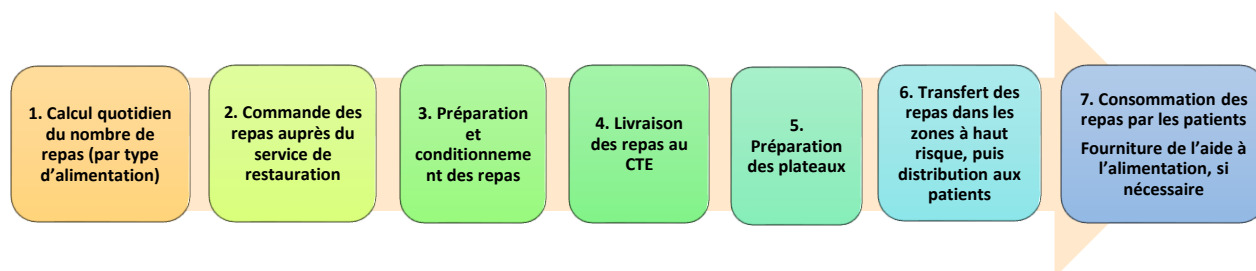 1. Calcul quotidien
du nombre de
repas (par type
d’alimentation)
2. Commande des
repas auprès du
service de
restauration
3. Préparation
et
conditionneme
nt des repas
4. Livraison
des repas au
CTE
5.
Préparation
des plateaux
6. Transfert des
repas dans les
zones à haut
risque, puis
distribution aux
patients
7. Consommation des
repas par les patients
Fourniture de l’aide à
l’alimentation, si
nécessaire